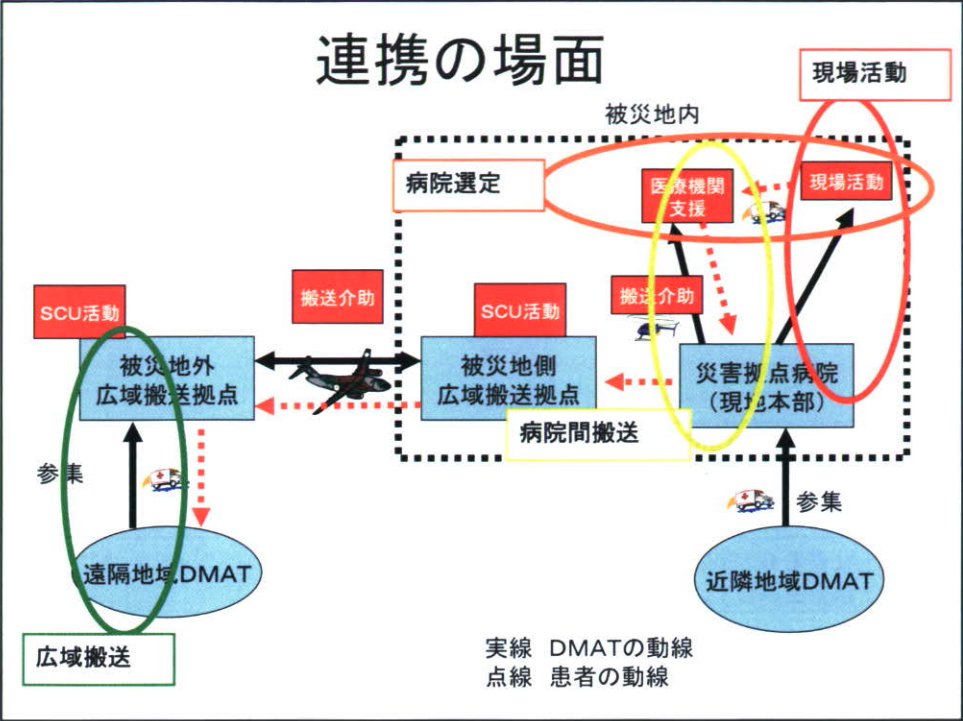 連携の場面
現場活動
被災地内
病院選定
医療機関
支援
現場活動
SCU活動
搬送介助
SCU活動
搬送介助
被災地外
広域搬送拠点
被災地側
広域搬送拠点
災害拠点病院
（現地本部）
病院間搬送
参集
参集
遠隔地域DMAT
近隣地域DMAT
広域搬送
実線　DMATの動線
点線　患者の動線